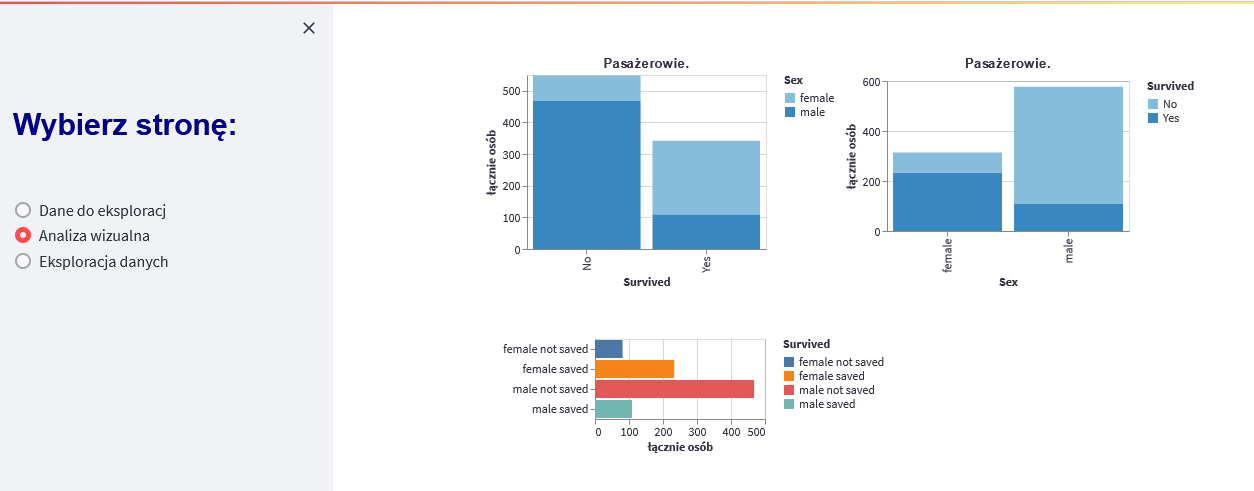 Wybierz stronę:
Dane do eksploracj
Analiza wizualna
Eksploracja danych
Pasażerowie.
łącznie osób
500
400
300
200
100
0
No
Yes
Survived
Sex
female
male
Pasażerowie.
łącznie osób
600
400
200
0
female
male
Sex
Survived
No
Yes
female not saved
female saved
male not saved
male saved
0 100 200 300 400 500
łącznie osób
Survived
female not saved
female saved
male not saved
male saved